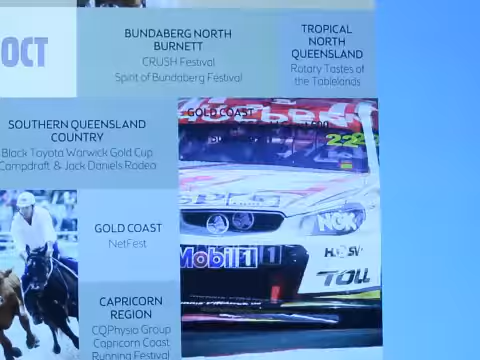 OCT
BUNDABERG NORTH
BURNETT
CRUSH Festival
Spirit of Bundaberg Festival
TROPICAL
NORTH
QUEENSLAND
Rotary Tastes of
the Tablelands
SOUTHERN QUEENSLAND
COUNTRY
Black Toyota Warwick Gold Cup
Campdraft & Jack Daniels Rodeo
GOLD COAST
22
NGK
HSV
Mobil 1
TOLL
GOLD COAST
NetFest
CAPRICORN
REGION
CQPhysio Group
Capricorn Coast
Running Festival